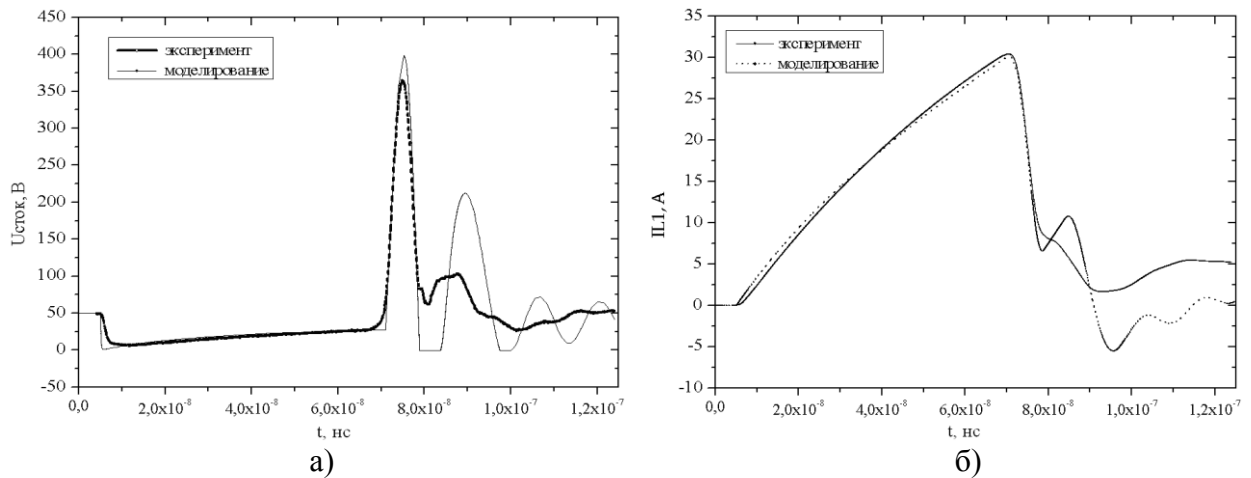 450
400
350
300
250
200
150
100
50
0
-50
Uсток, В
эксперимент
моделирование
0,0 2,0x10⁻⁸ 4,0x10⁻⁸ 6,0x10⁻⁸ 8,0x10⁻⁸ 1,0x10⁻⁷ 1,2x10⁻⁷
t, нс
а)
35
30
25
20
15
10
5
0
-5
-10
IL1, А
эксперимент
моделирование
0,0 2,0x10⁻⁸ 4,0x10⁻⁸ 6,0x10⁻⁸ 8,0x10⁻⁸ 1,0x10⁻⁷ 1,2x10⁻⁷
t, нс
б)